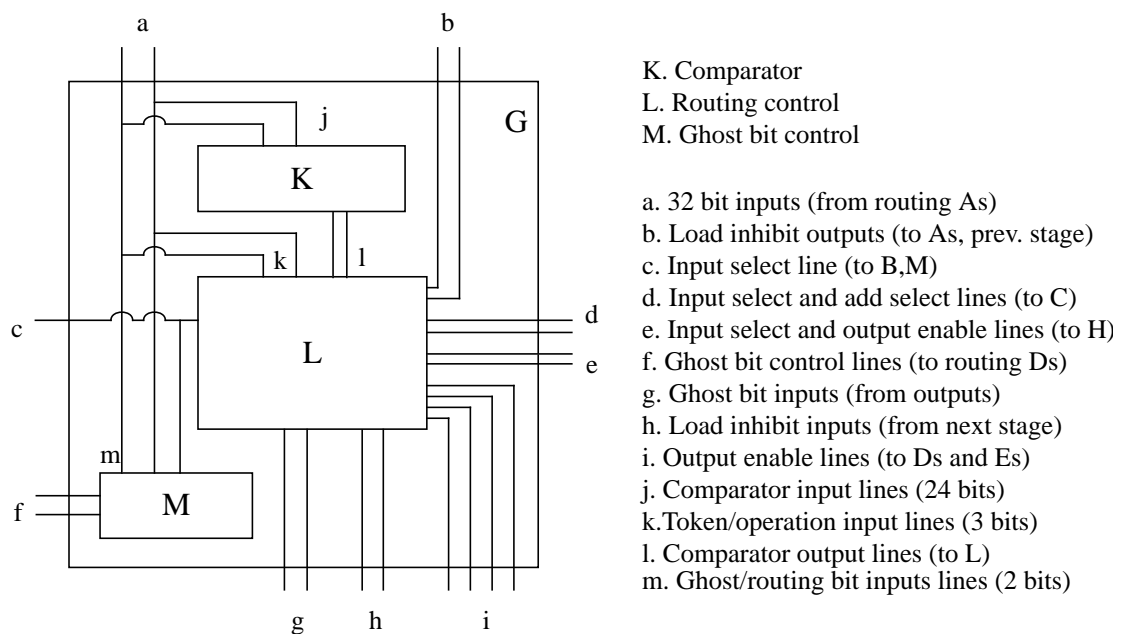 a
b
G
j
K
k
l
c
L
d
e
m
M
f
g
h
i
K. Comparator
L. Routing control
M. Ghost bit control
a. 32 bit inputs (from routing As)
b. Load inhibit outputs (to As, prev. stage)
c. Input select line (to B,M)
d. Input select and add select lines (to C)
e. Input select and output enable lines (to H)
f. Ghost bit control lines (to routing Ds)
g. Ghost bit inputs (from outputs)
h. Load inhibit inputs (from next stage)
i. Output enable lines (to Ds and Es)
j. Comparator input lines (24 bits)
k.Token/operation input lines (3 bits)
l. Comparator output lines (to L)
m. Ghost/routing bit inputs lines (2 bits)